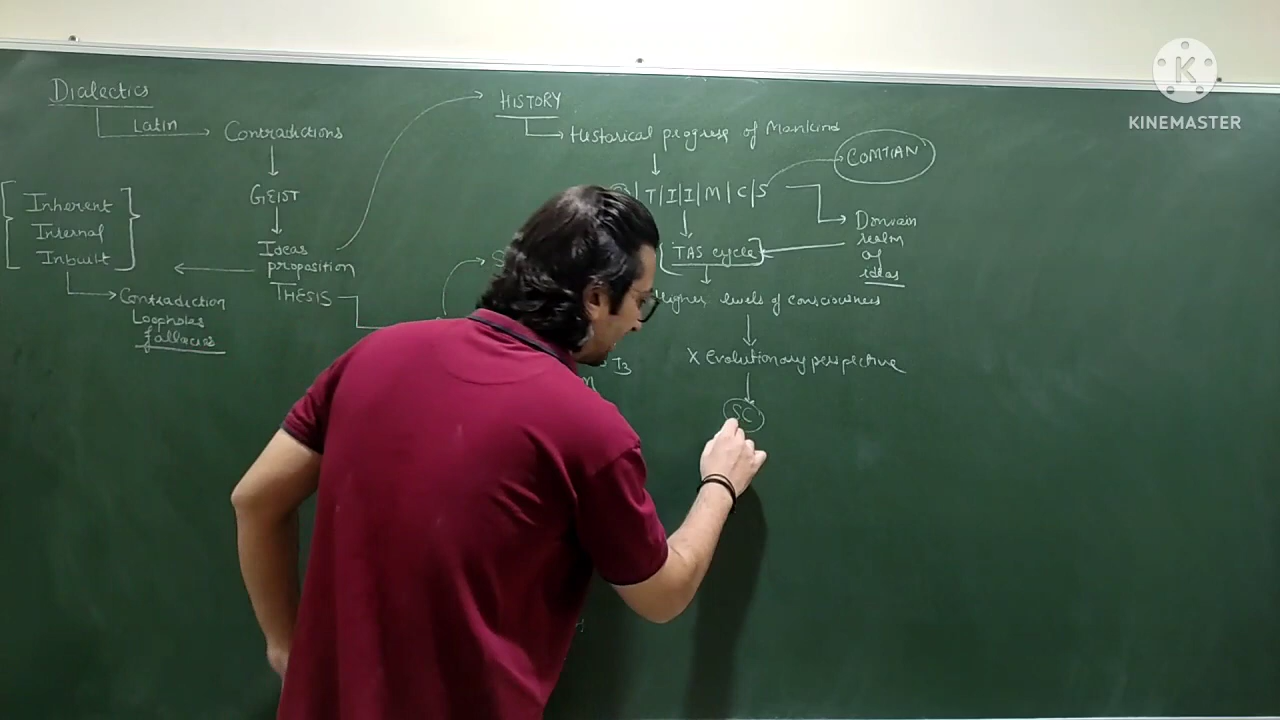 Dialectics
Latin
Contradictions
GEIST
Ideas
proposition
THESIS
Inherent
Internal
Inbuilt
Contradiction
Loopholes
fallacies
HISTORY
Historical progress of Mankind
| T | I | I | M | C | S
COMTIAN
Domain
realm
of
ideas
TAS cycle
Higher levels of consciousness
X Evolutionary perspective
SC
I3
KINEMASTER